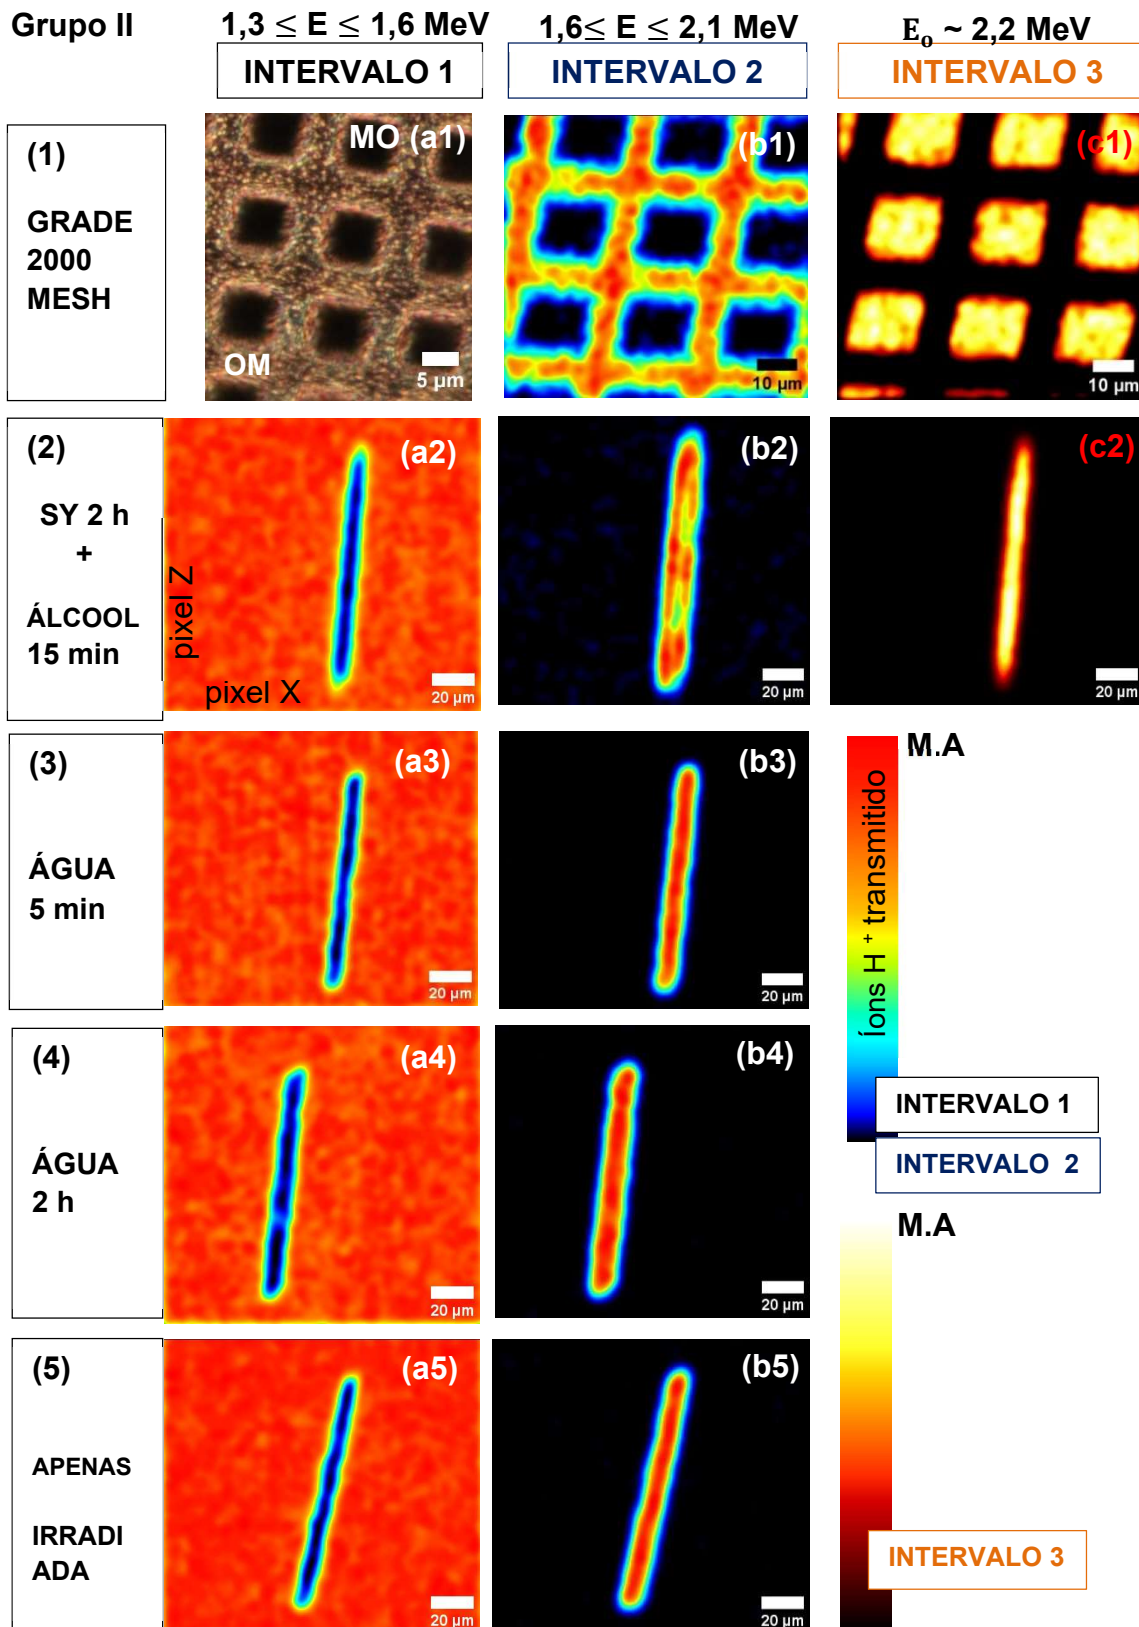 Grupo II
1,3 ≤ E ≤ 1,6 MeV
1,6≤ E ≤ 2,1 MeV
E₀ ~ 2,2 MeV
INTERVALO 1
INTERVALO 2
INTERVALO 3
(1)
GRADE
2000
MESH
MO (a1)
OM
5 µm
(b1)
10 µm
(c1)
10 µm
(2)
SY 2 h
+
ÁLCOOL
15 min
pixel Z
pixel X
(a2)
20 µm
(b2)
20 µm
(c2)
20 µm
(3)
ÁGUA
5 min
(a3)
20 µm
(b3)
20 µm
M.A
Íons H⁺ transmitido
INTERVALO 1
INTERVALO 2
(4)
ÁGUA
2 h
(a4)
20 µm
(b4)
20 µm
M.A
INTERVALO 3
(5)
APENAS
IRRADI
ADA
(a5)
20 µm
(b5)
20 µm